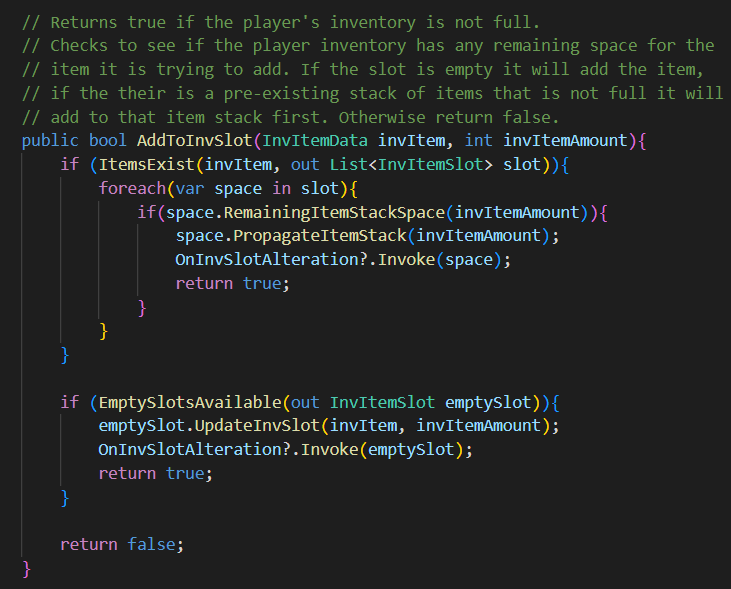 // Returns true if the player's inventory is not full.
// Checks to see if the player inventory has any remaining space for the
// item it is trying to add. If the slot is empty it will add the item,
// if the their is a pre-existing stack of items that is not full it will
// add to that item stack first. Otherwise return false.
public bool AddToInvSlot(InvItemData invItem, int invItemAmount){
    if (ItemsExist(invItem, out List<InvItemSlot> slot)){
        foreach(var space in slot){
            if(space.RemainingItemStackSpace(invItemAmount)){
                space.PropagateItemStack(invItemAmount);
                OnInvSlotAlteration?.Invoke(space);
                return true;
            }
        }
    }

    if (EmptySlotsAvailable(out InvItemSlot emptySlot)){
        emptySlot.UpdateInvSlot(invItem, invItemAmount);
        OnInvSlotAlteration?.Invoke(emptySlot);
        return true;
    }

    return false;
}